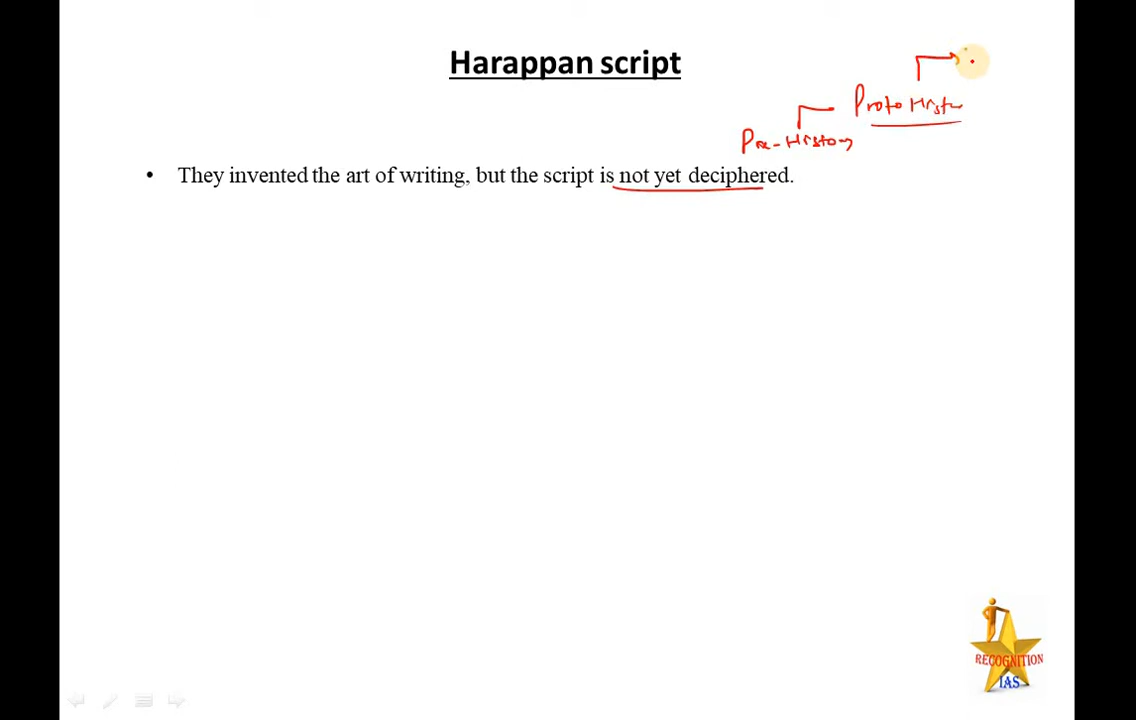 Harappan script
Proto Histo
Pre-History
• They invented the art of writing, but the script is not yet deciphered.
RECOGNITION
IAS